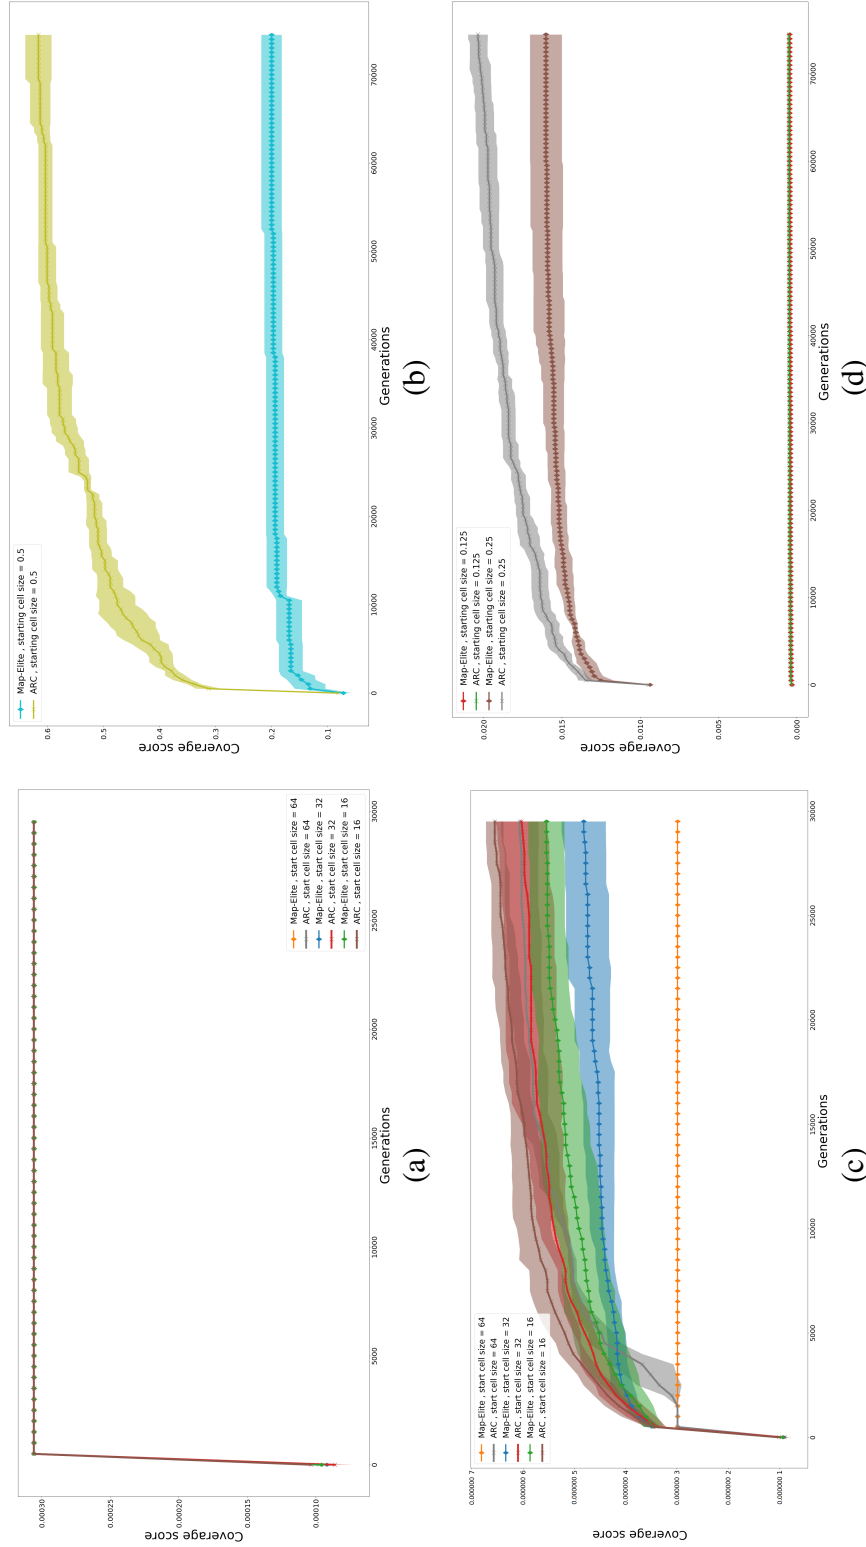 0.00030
0.00025
0.00020
0.00015
0.00010
Coverage score
Map-Elite , start cell size = 64
ARC , start cell size = 64
Map-Elite , start cell size = 32
ARC , start cell size = 32
Map-Elite , start cell size = 16
ARC , start cell size = 16
0
5000
10000
15000
20000
25000
30000
Generations
(a)
0.6
0.5
0.4
0.3
0.2
0.1
Coverage score
Map-Elite , starting cell size = 0.5
ARC , starting cell size = 0.5
0
10000
20000
30000
40000
50000
60000
70000
Generations
(b)
0.000000 7
0.000000 6
0.000000 5
0.000000 4
0.000000 3
0.000000 2
0.000000 1
Coverage score
Map-Elite , start cell size = 64
ARC , start cell size = 64
Map-Elite , start cell size = 32
ARC , start cell size = 32
Map-Elite , start cell size = 16
ARC , start cell size = 16
0
5000
10000
15000
20000
25000
30000
Generations
(c)
0.020
0.015
0.010
0.005
0.000
Coverage score
Map-Elite , starting cell size = 0.125
ARC , starting cell size = 0.125
Map-Elite , starting cell size = 0.25
ARC , starting cell size = 0.25
0
10000
20000
30000
40000
50000
60000
70000
Generations
(d)